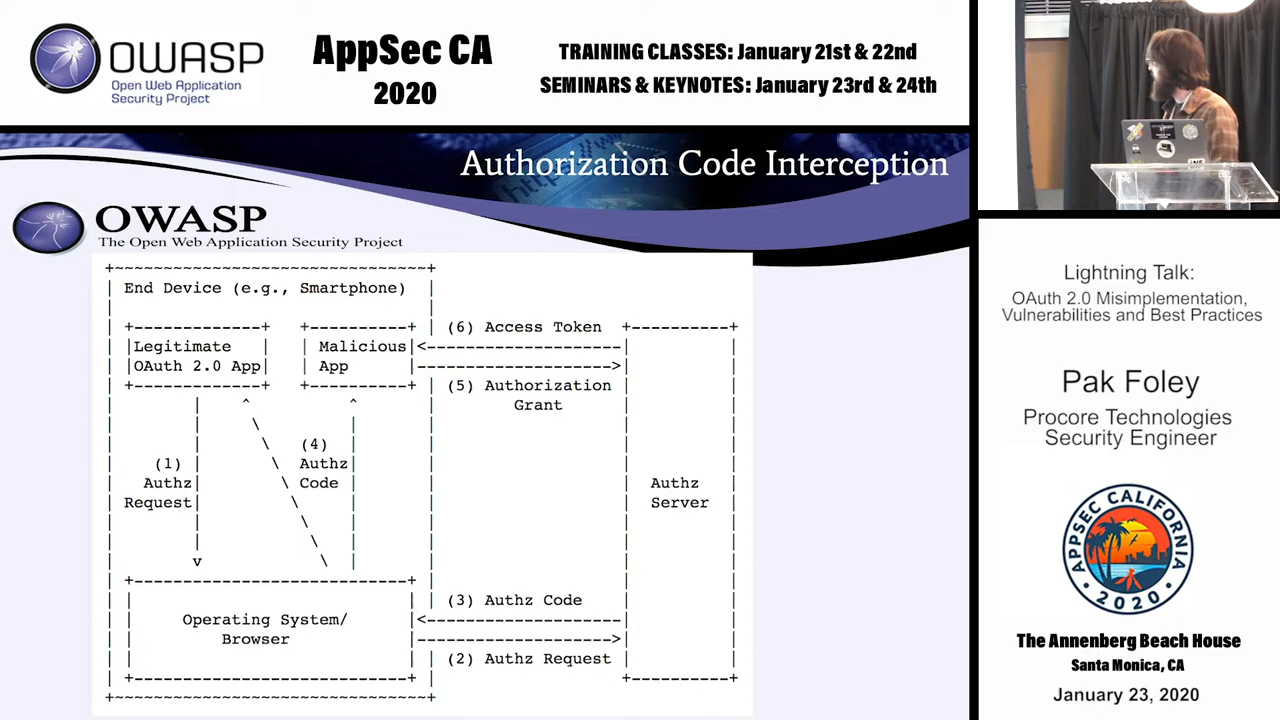 OWASP
Open Web Application
Security Project
AppSec CA
2020
TRAINING CLASSES: January 21st & 22nd
SEMINARS & KEYNOTES: January 23rd & 24th
Authorization Code Interception
OWASP
The Open Web Application Security Project
End Device (e.g., Smartphone)
(6) Access Token
Legitimate
OAuth 2.0 App
Malicious
App
(5) Authorization
Grant
(4)
Authz
Code
(1)
Authz
Request
Authz
Server
(3) Authz Code
Operating System/
Browser
(2) Authz Request
Lightning Talk:
OAuth 2.0 Misimplementation,
Vulnerabilities and Best Practices
Pak Foley
Procore Technologies
Security Engineer
APPSEC CALIFORNIA
2020
The Annenberg Beach House
Santa Monica, CA
January 23, 2020